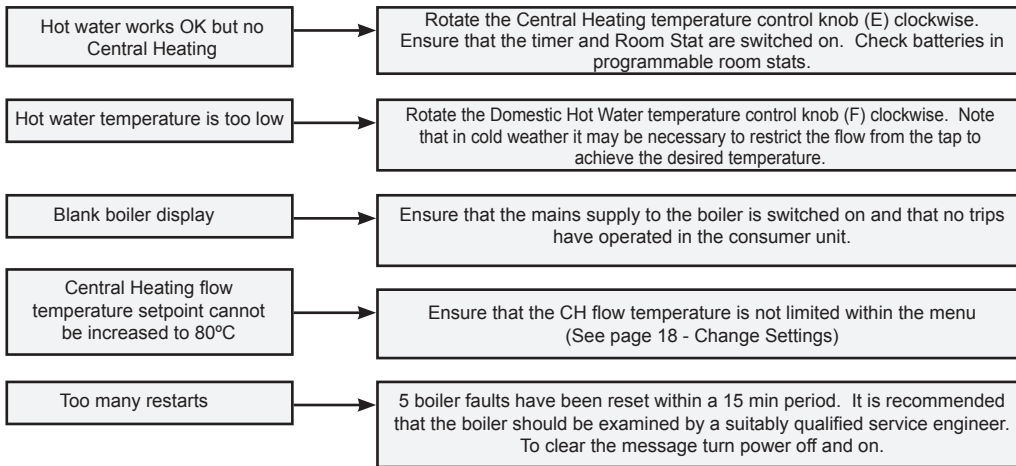 Hot water works OK but no
Central Heating
Rotate the Central Heating temperature control knob (E) clockwise.
Ensure that the timer and Room Stat are switched on.  Check batteries in
programmable room stats.
Hot water temperature is too low
Rotate the Domestic Hot Water temperature control knob (F) clockwise.  Note
that in cold weather it may be necessary to restrict the flow from the tap to
achieve the desired temperature.
Blank boiler display
Ensure that the mains supply to the boiler is switched on and that no trips
have operated in the consumer unit.
Central Heating flow
temperature setpoint cannot
be increased to 80ºC
Ensure that the CH flow temperature is not limited within the menu
(See page 18 - Change Settings)
Too many restarts
5 boiler faults have been reset within a 15 min period.  It is recommended
that the boiler should be examined by a suitably qualified service engineer.
To clear the message turn power off and on.